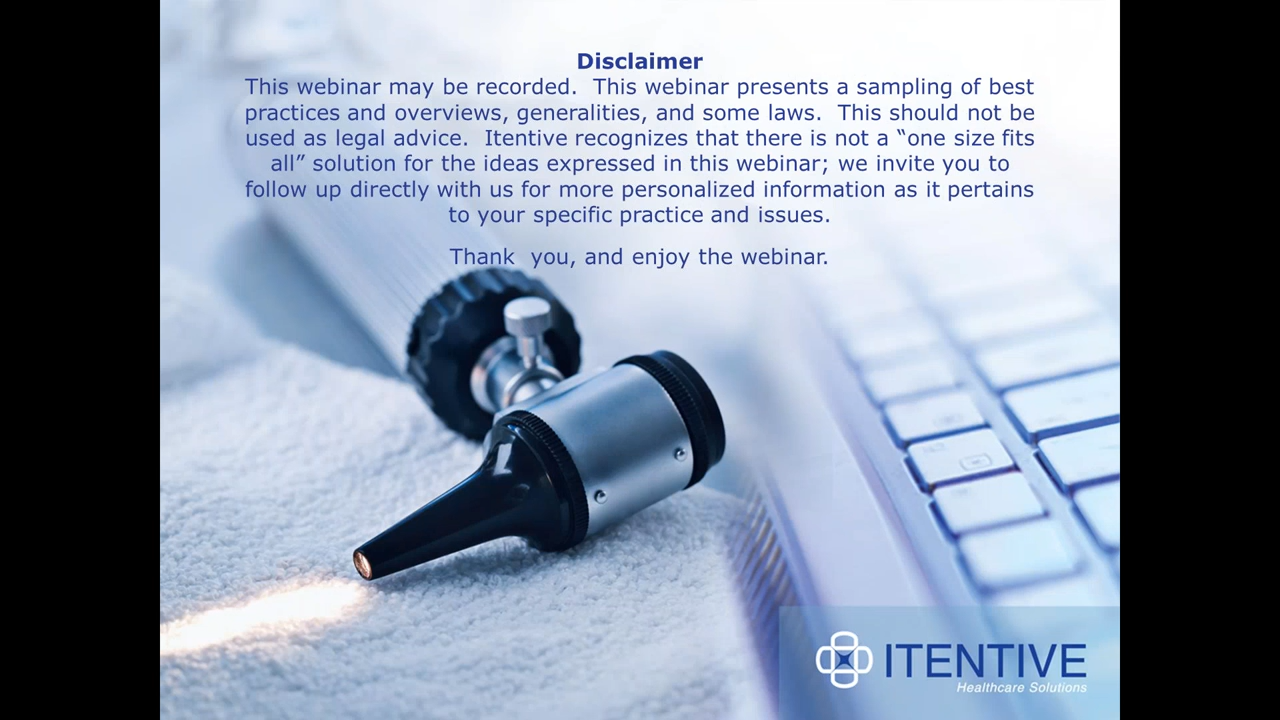 Disclaimer
This webinar may be recorded.  This webinar presents a sampling of best
practices and overviews, generalities, and some laws.  This should not be
used as legal advice.  Itentive recognizes that there is not a “one size fits
all” solution for the ideas expressed in this webinar; we invite you to
follow up directly with us for more personalized information as it pertains
to your specific practice and issues.
Thank  you, and enjoy the webinar.
ITENTIVE
Healthcare Solutions